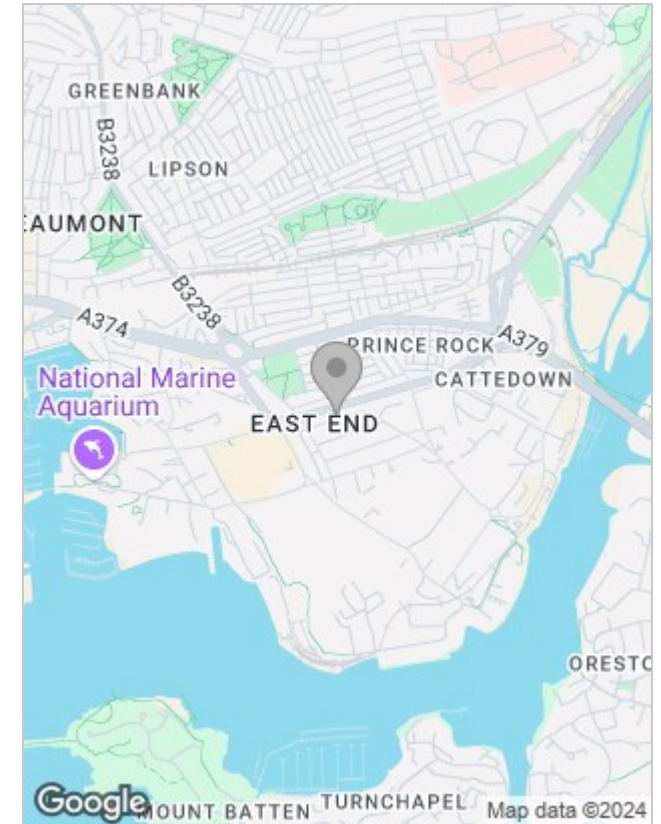 GREENBANK
B3238
LIPSON
EAUMONT
B3238
A374
PRINCE ROCK
A379
National Marine
Aquarium
CATTEDOWN
EAST END
ORESTO
Google
MOUNT BATTEN
TURNCHAPEL
Map data ©2024